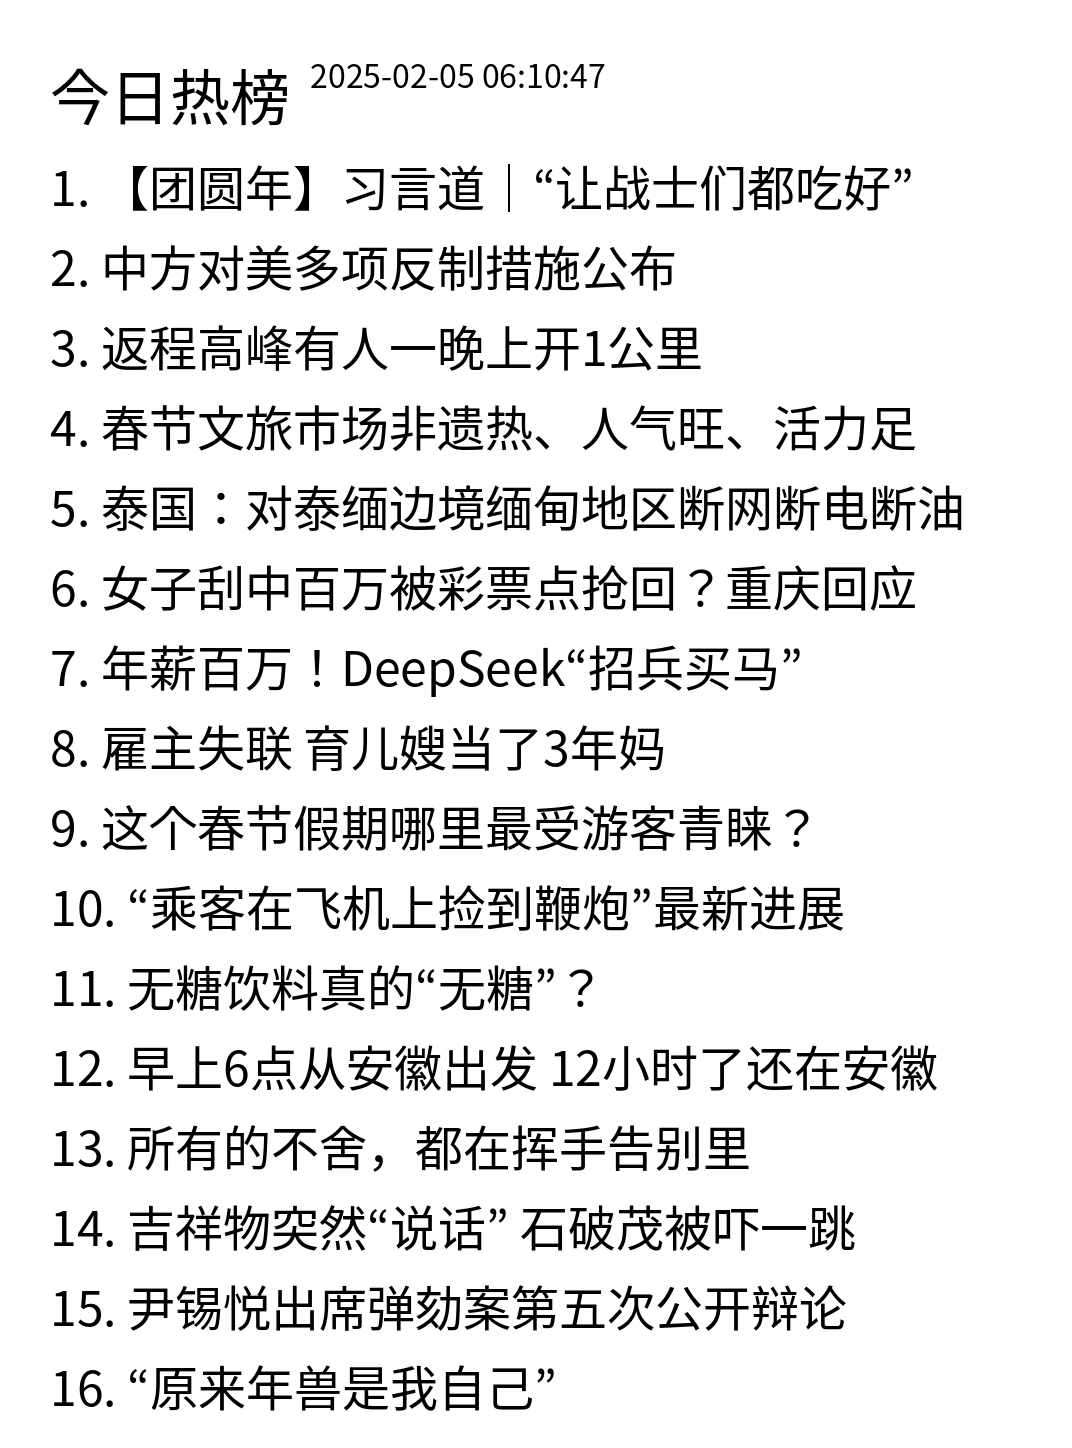 今日热榜 2025-02-05 06:10:47
1. 【团圆年】习言道｜“让战士们都吃好”
2. 中方对美多项反制措施公布
3. 返程高峰有人一晚上开1公里
4. 春节文旅市场非遗热、人气旺、活力足
5. 泰国：对泰缅边境缅甸地区断网断电断油
6. 女子刮中百万被彩票点抢回？重庆回应
7. 年薪百万！DeepSeek“招兵买马”
8. 雇主失联 育儿嫂当了3年妈
9. 这个春节假期哪里最受游客青睐？
10. “乘客在飞机上捡到鞭炮”最新进展
11. 无糖饮料真的“无糖”？
12. 早上6点从安徽出发 12小时了还在安徽
13. 所有的不舍，都在挥手告别里
14. 吉祥物突然“说话” 石破茂被吓一跳
15. 尹锡悦出席弹劾案第五次公开辩论
16. “原来年兽是我自己”